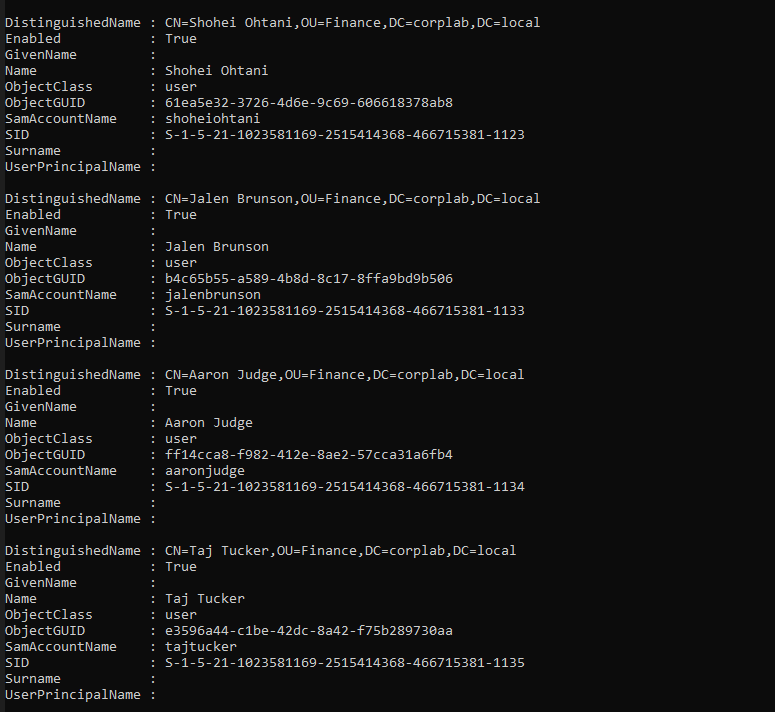 DistinguishedName : CN=Shohei Ohtani,OU=Finance,DC=corplab,DC=local
Enabled           : True
GivenName         :
Name              : Shohei Ohtani
ObjectClass       : user
ObjectGUID        : 61ea5e32-3726-4d6e-9c69-606618378ab8
SamAccountName    : shoheiohtani
SID               : S-1-5-21-1023581169-2515414368-466715381-1123
Surname           :
UserPrincipalName :

DistinguishedName : CN=Jalen Brunson,OU=Finance,DC=corplab,DC=local
Enabled           : True
GivenName         :
Name              : Jalen Brunson
ObjectClass       : user
ObjectGUID        : b4c65b55-a589-4b8d-8c17-8ffa9bd9b506
SamAccountName    : jalenbrunson
SID               : S-1-5-21-1023581169-2515414368-466715381-1133
Surname           :
UserPrincipalName :

DistinguishedName : CN=Aaron Judge,OU=Finance,DC=corplab,DC=local
Enabled           : True
GivenName         :
Name              : Aaron Judge
ObjectClass       : user
ObjectGUID        : ff14cca8-f982-412e-8ae2-57cca31a6fb4
SamAccountName    : aaronjudge
SID               : S-1-5-21-1023581169-2515414368-466715381-1134
Surname           :
UserPrincipalName :

DistinguishedName : CN=Taj Tucker,OU=Finance,DC=corplab,DC=local
Enabled           : True
GivenName         :
Name              : Taj Tucker
ObjectClass       : user
ObjectGUID        : e3596a44-c1be-42dc-8a42-f75b289730aa
SamAccountName    : tajtucker
SID               : S-1-5-21-1023581169-2515414368-466715381-1135
Surname           :
UserPrincipalName :